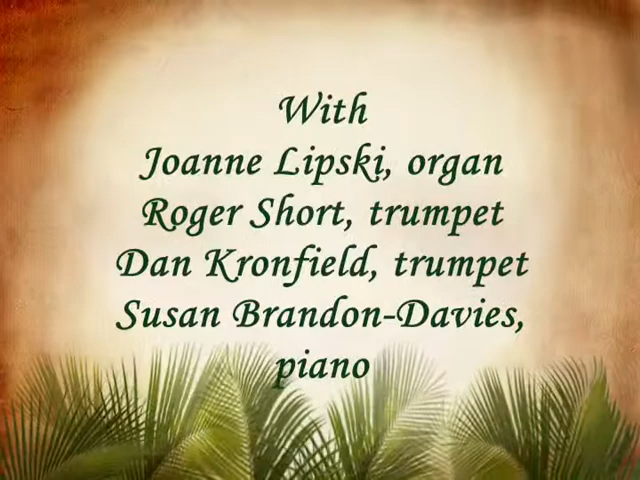 With
Joanne Lipski, organ
Roger Short, trumpet
Dan Kronfield, trumpet
Susan Brandon-Davies,
piano